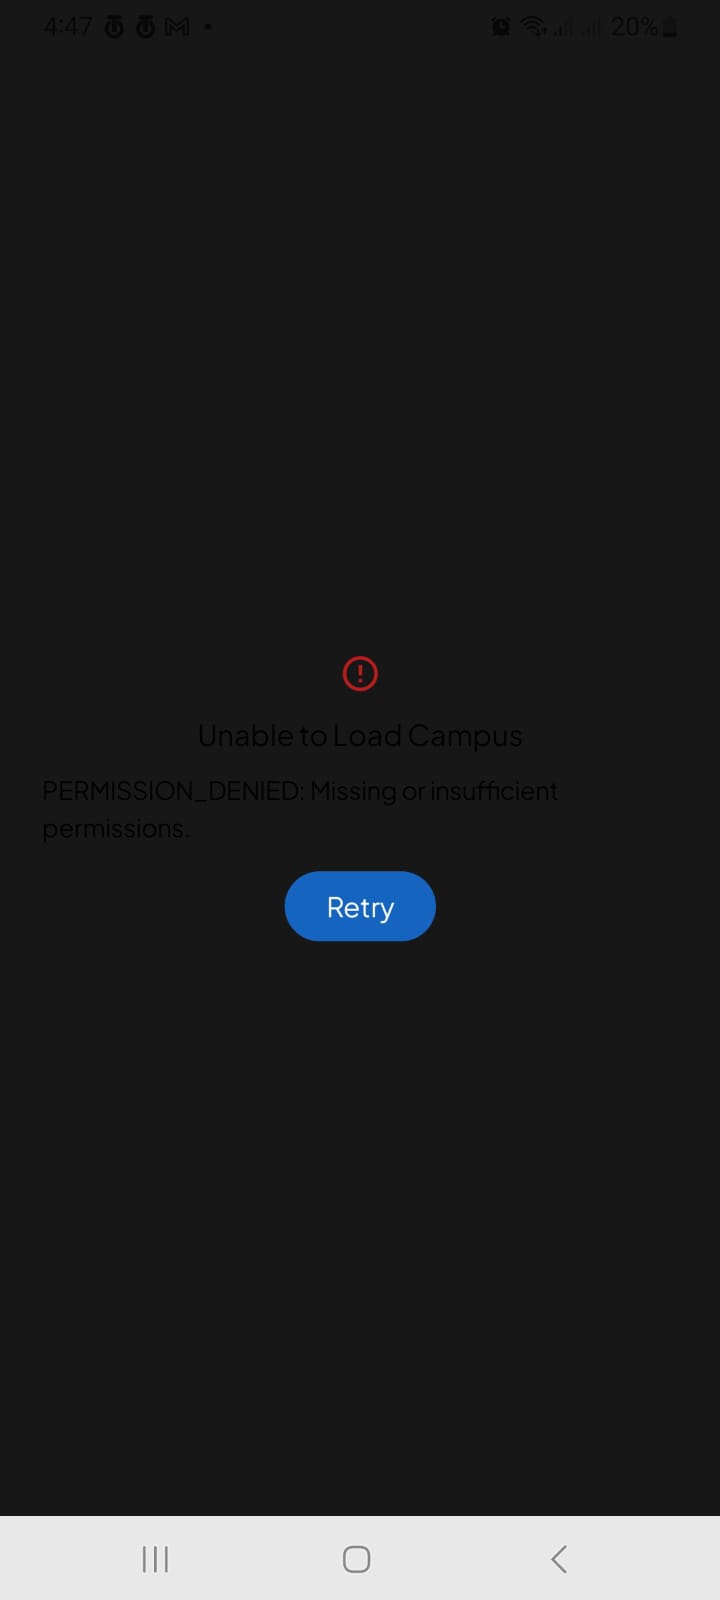 4:47
20%
Unable to Load Campus
PERMISSION_DENIED: Missing or insufficient
permissions.
Retry